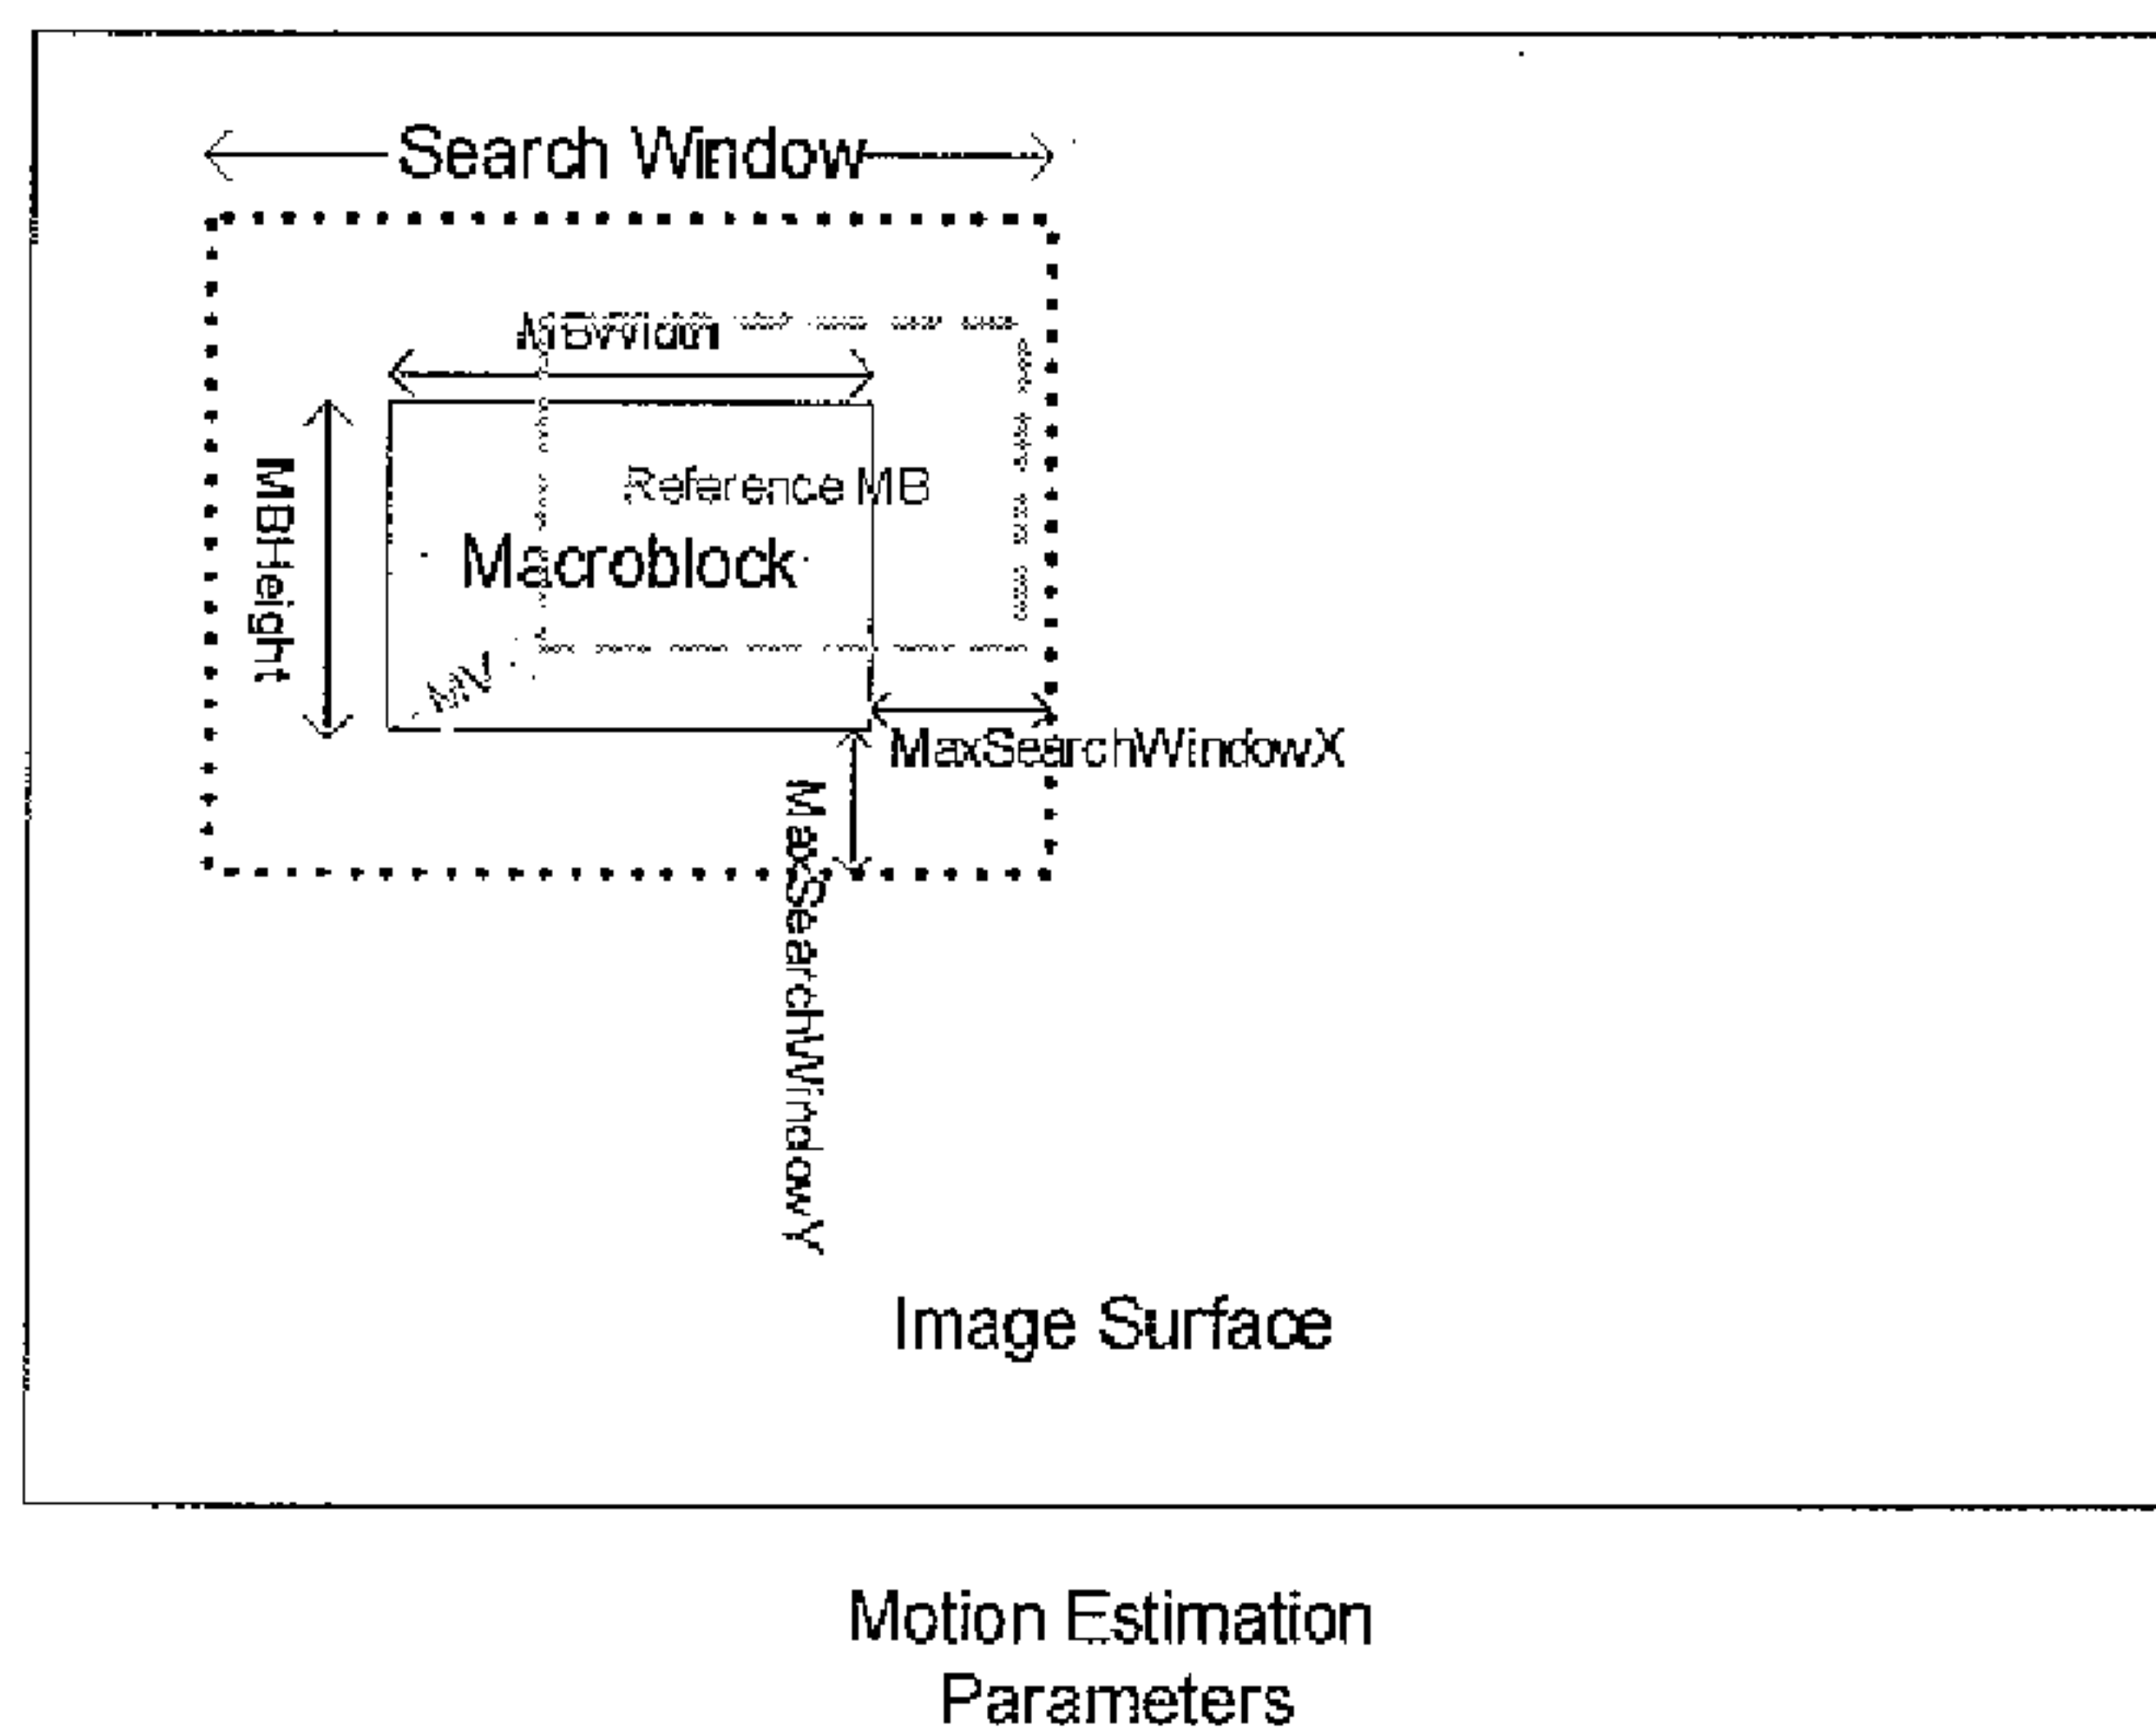 Search Window
MBWidth
MBHeight
Reference MB
Macroblock
MV
MaxSearchWindowX
MaxSearchWindowY
Image Surface
Motion Estimation
Parameters